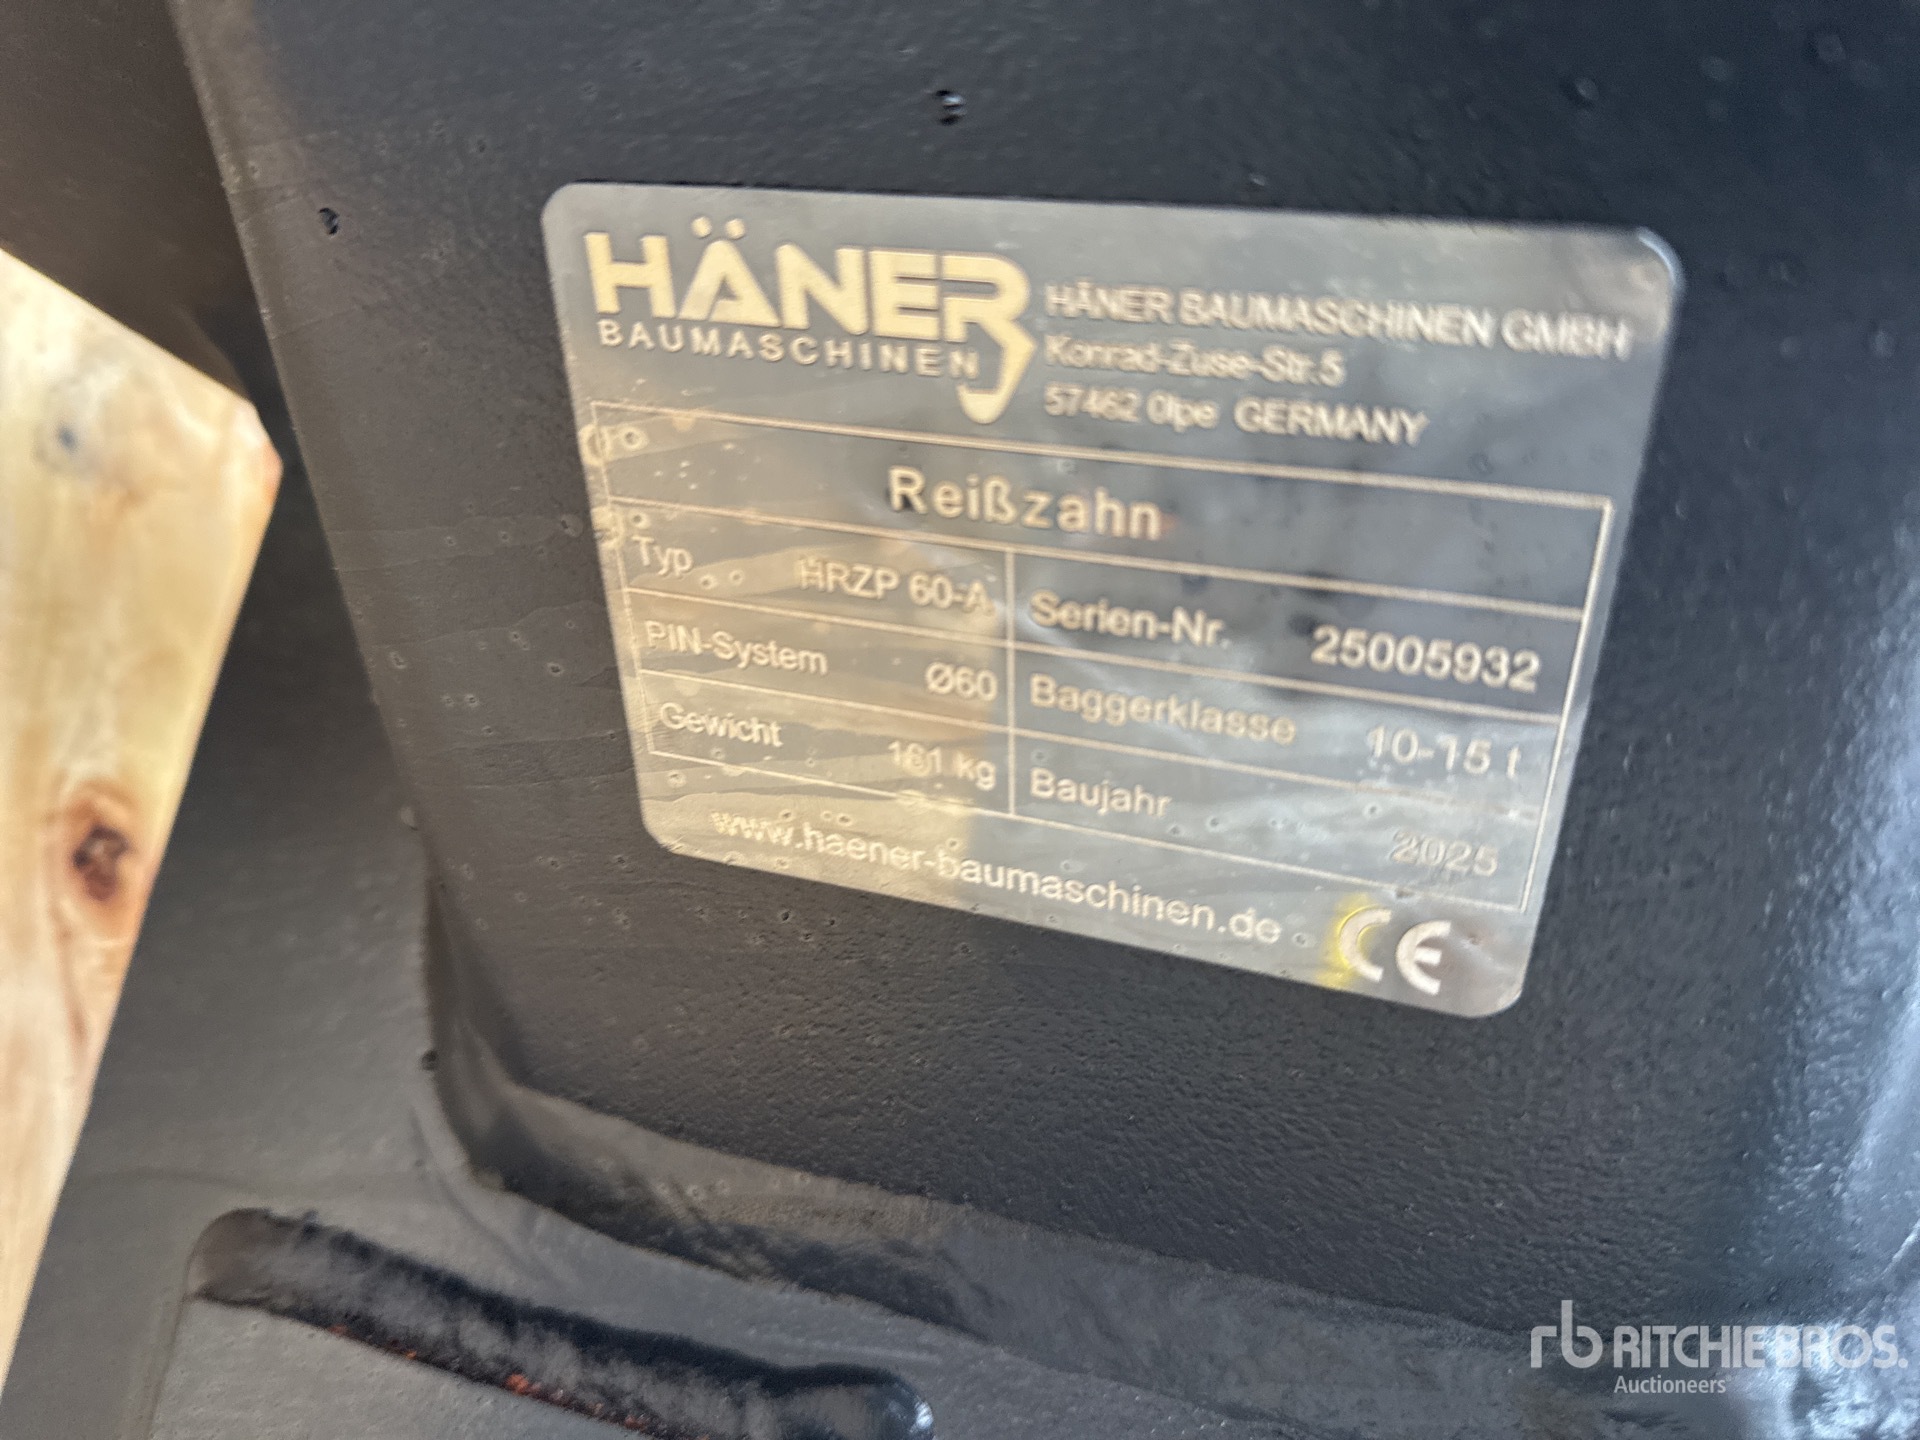 HÄNER
BAUMASCHINEN
HÄNER BAUMASCHINEN GMBH
Konrad-Zuse-Str.5
57462 Olpe GERMANY
Reißzahn
Typ HRZP 60-A Serien-Nr. 25005932
PIN-System Ø60 Baggerklasse 10-15 t
Gewicht 161 kg Baujahr 2025
www.haener-baumaschinen.de CE
rb RITCHIE BROS.
Auctioneers